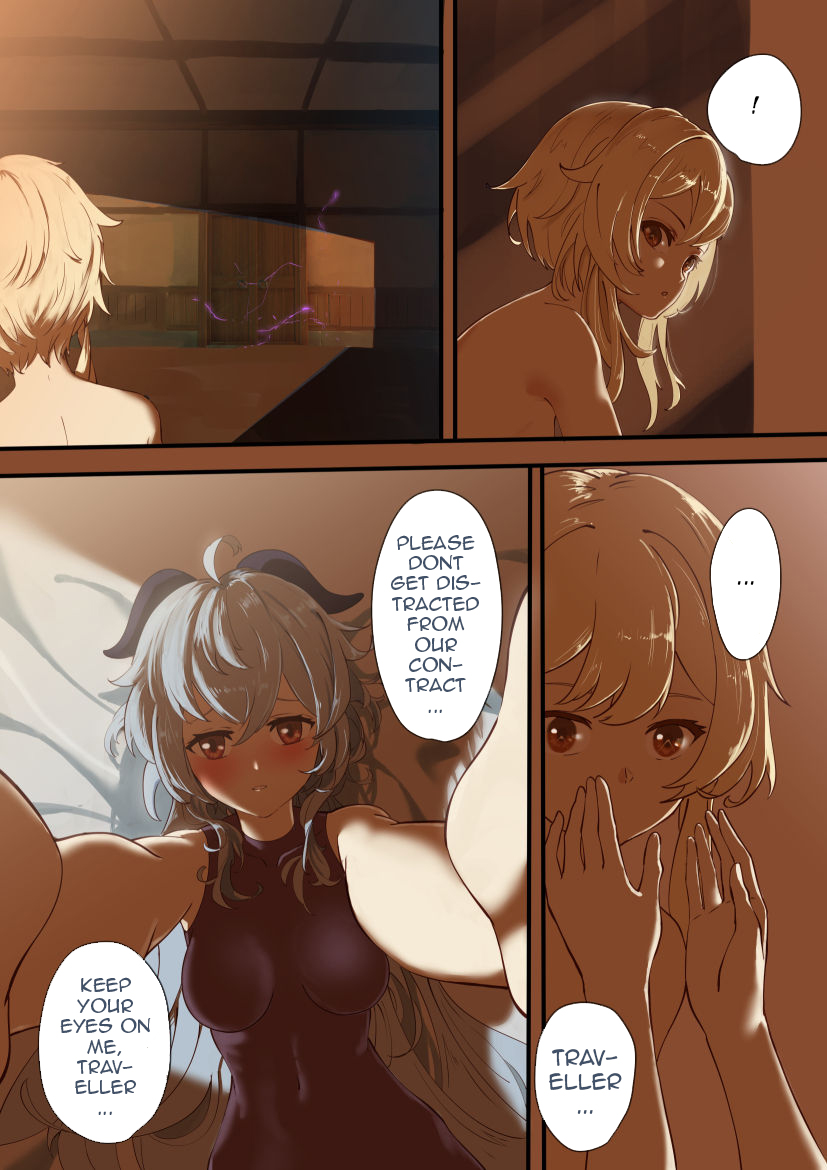 !
PLEASE
DONT
GET DIS-
TRACTED
FROM
OUR
CON-
TRACT
...
...
KEEP
YOUR
EYES ON
ME,
TRAV-
ELLER
...
TRAV-
ELLER
...